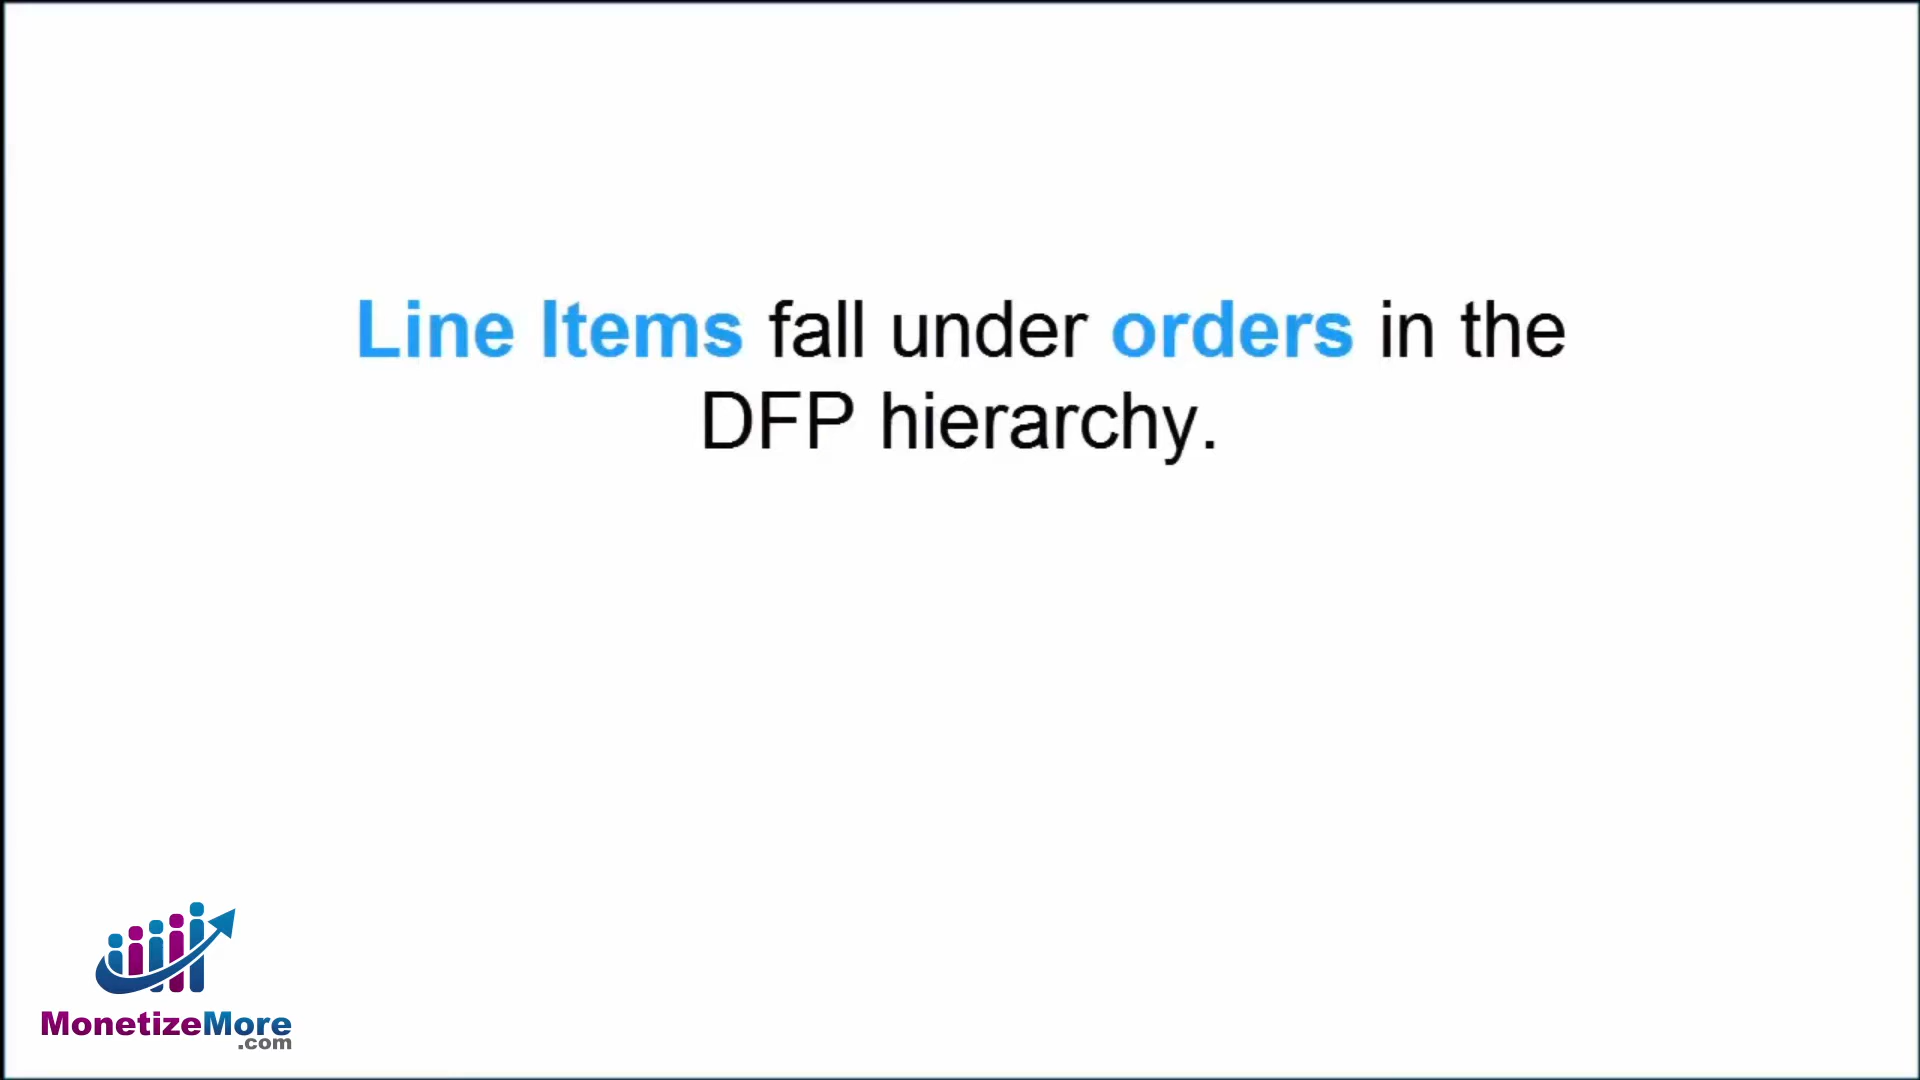 Line Items fall under orders in the
DFP hierarchy.
MonetizeMore
.com